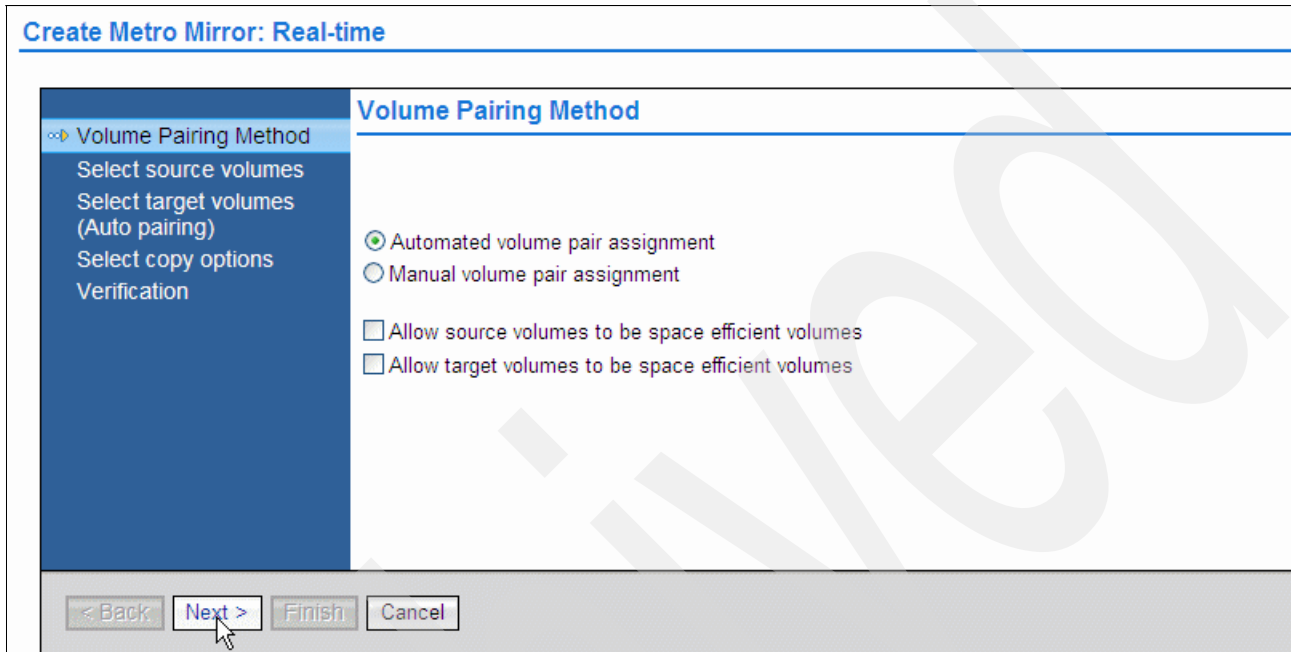 Create Metro Mirror: Real-time
Volume Pairing Method
Select source volumes
Select target volumes
(Auto pairing)
Select copy options
Verification
Volume Pairing Method
Automated volume pair assignment
Manual volume pair assignment
Allow source volumes to be space efficient volumes
Allow target volumes to be space efficient volumes
< Back
Next >
Finish
Cancel